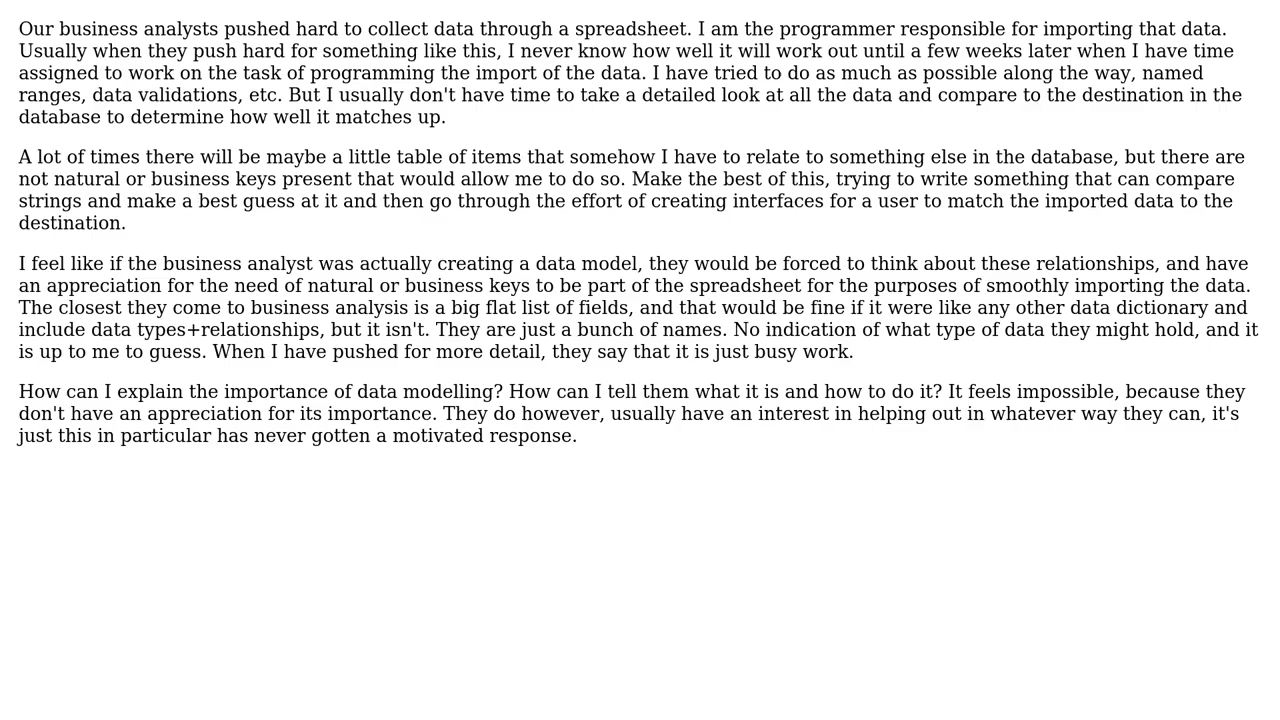 Our business analysts pushed hard to collect data through a spreadsheet. I am the programmer responsible for importing that data.
Usually when they push hard for something like this, I never know how well it will work out until a few weeks later when I have time
assigned to work on the task of programming the import of the data. I have tried to do as much as possible along the way, named
ranges, data validations, etc. But I usually don't have time to take a detailed look at all the data and compare to the destination in the
database to determine how well it matches up.
A lot of times there will be maybe a little table of items that somehow I have to relate to something else in the database, but there are
not natural or business keys present that would allow me to do so. Make the best of this, trying to write something that can compare
strings and make a best guess at it and then go through the effort of creating interfaces for a user to match the imported data to the
destination.
I feel like if the business analyst was actually creating a data model, they would be forced to think about these relationships, and have
an appreciation for the need of natural or business keys to be part of the spreadsheet for the purposes of smoothly importing the data.
The closest they come to business analysis is a big flat list of fields, and that would be fine if it were like any other data dictionary and
include data types+relationships, but it isn't. They are just a bunch of names. No indication of what type of data they might hold, and it
is up to me to guess. When I have pushed for more detail, they say that it is just busy work.
How can I explain the importance of data modelling? How can I tell them what it is and how to do it? It feels impossible, because they
don't have an appreciation for its importance. They do however, usually have an interest in helping out in whatever way they can, it's
just this in particular has never gotten a motivated response.